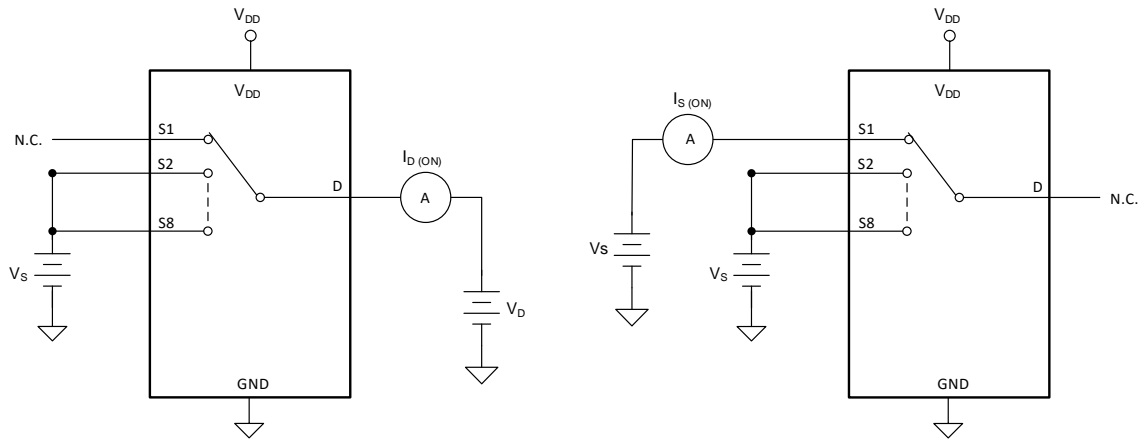 VDD
VDD
N.C.
S1
S2
S8
D
ID (ON)
A
VS
VD
GND
VDD
VDD
IS (ON)
A
S1
S2
S8
D
N.C.
Vs
VS
GND